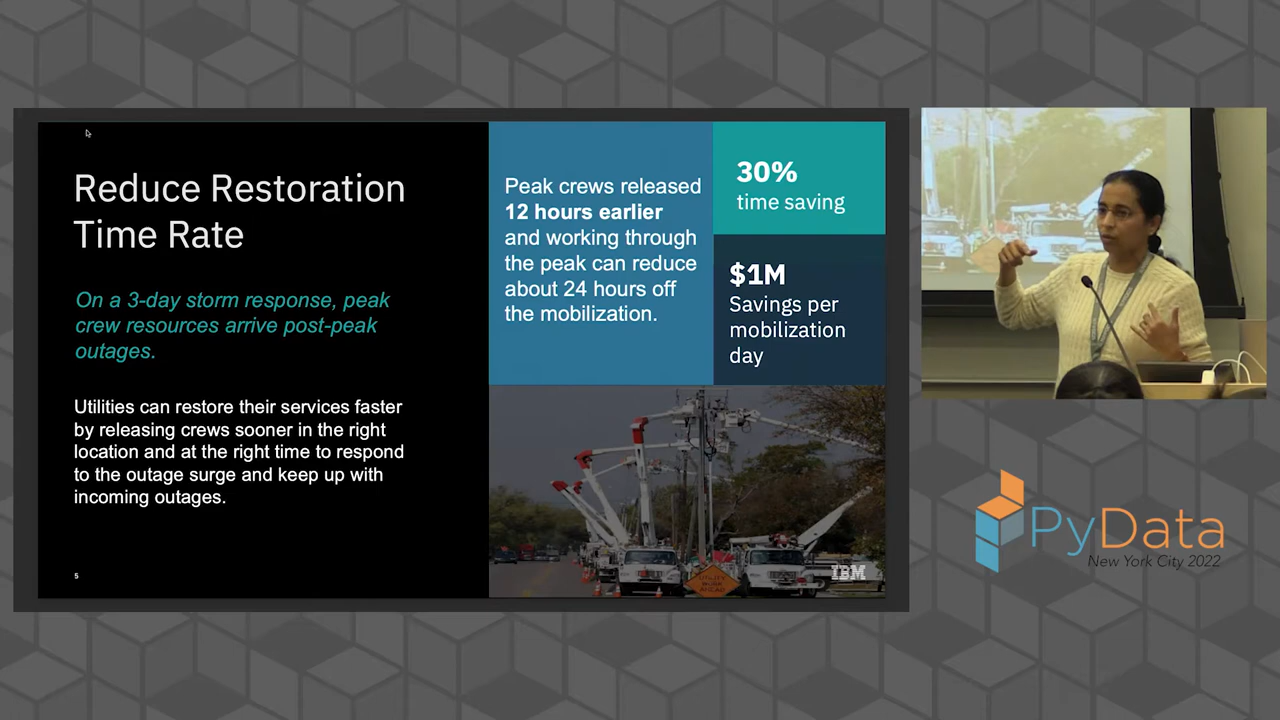 Reduce Restoration
Time Rate
On a 3-day storm response, peak
crew resources arrive post-peak
outages.
Utilities can restore their services faster
by releasing crews sooner in the right
location and at the right time to respond
to the outage surge and keep up with
incoming outages.
5
Peak crews released
12 hours earlier
and working through
the peak can reduce
about 24 hours off
the mobilization.
30%
time saving
$1M
Savings per
mobilization
day
UTILITY
WORK
AHEAD
IBM
PyData
New York City 2022